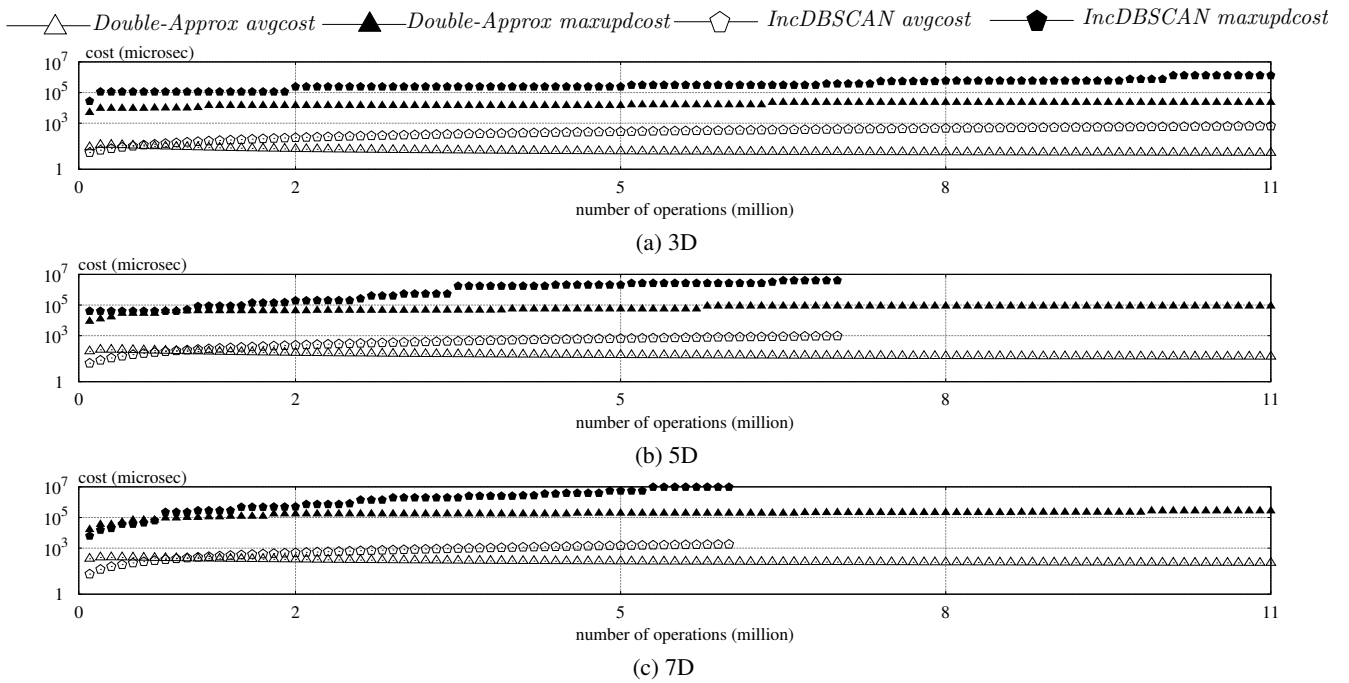 Double-Approx avgcost Double-Approx maxupdcost IncDBSCAN avgcost IncDBSCAN maxupdcost
cost (microsec)
10^7
10^5
10^3
1
0 2 5 8 11
number of operations (million)
(a) 3D
cost (microsec)
10^7
10^5
10^3
1
0 2 5 8 11
number of operations (million)
(b) 5D
cost (microsec)
10^7
10^5
10^3
1
0 2 5 8 11
number of operations (million)
(c) 7D